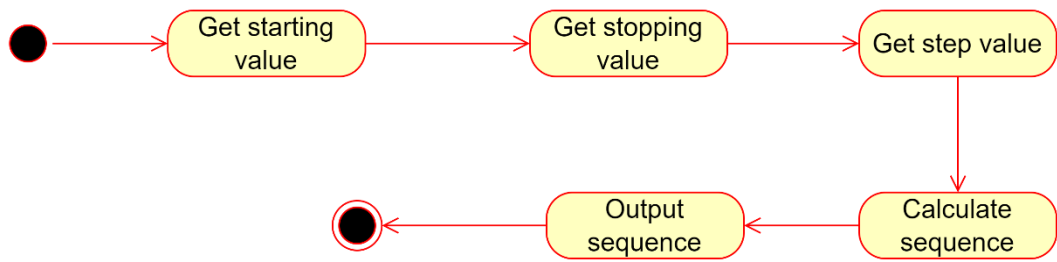 Get starting
value
Get stopping
value
Get step value
Calculate
sequence
Output
sequence